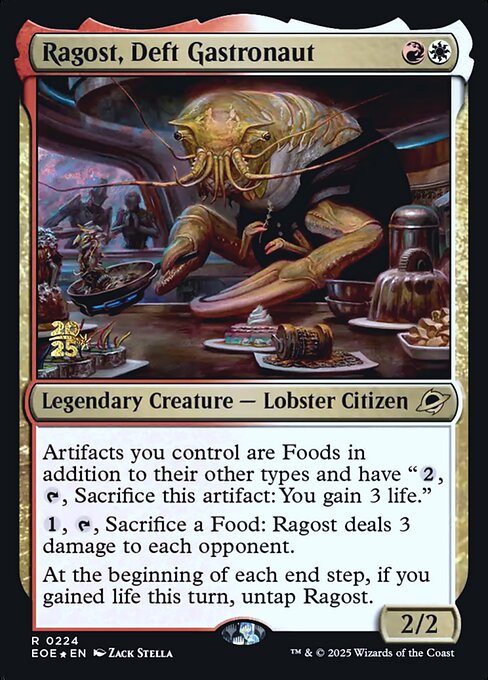 Ragost, Deft Gastronaut
20
25
Legendary Creature — Lobster Citizen
Artifacts you control are Foods in
addition to their other types and have “2,
, Sacrifice this artifact: You gain 3 life.”
1, , Sacrifice a Food: Ragost deals 3
damage to each opponent.
At the beginning of each end step, if you
gained life this turn, untap Ragost.
2/2
R 0224
EOE★EN Zack Stella
™ & © 2025 Wizards of the Coast